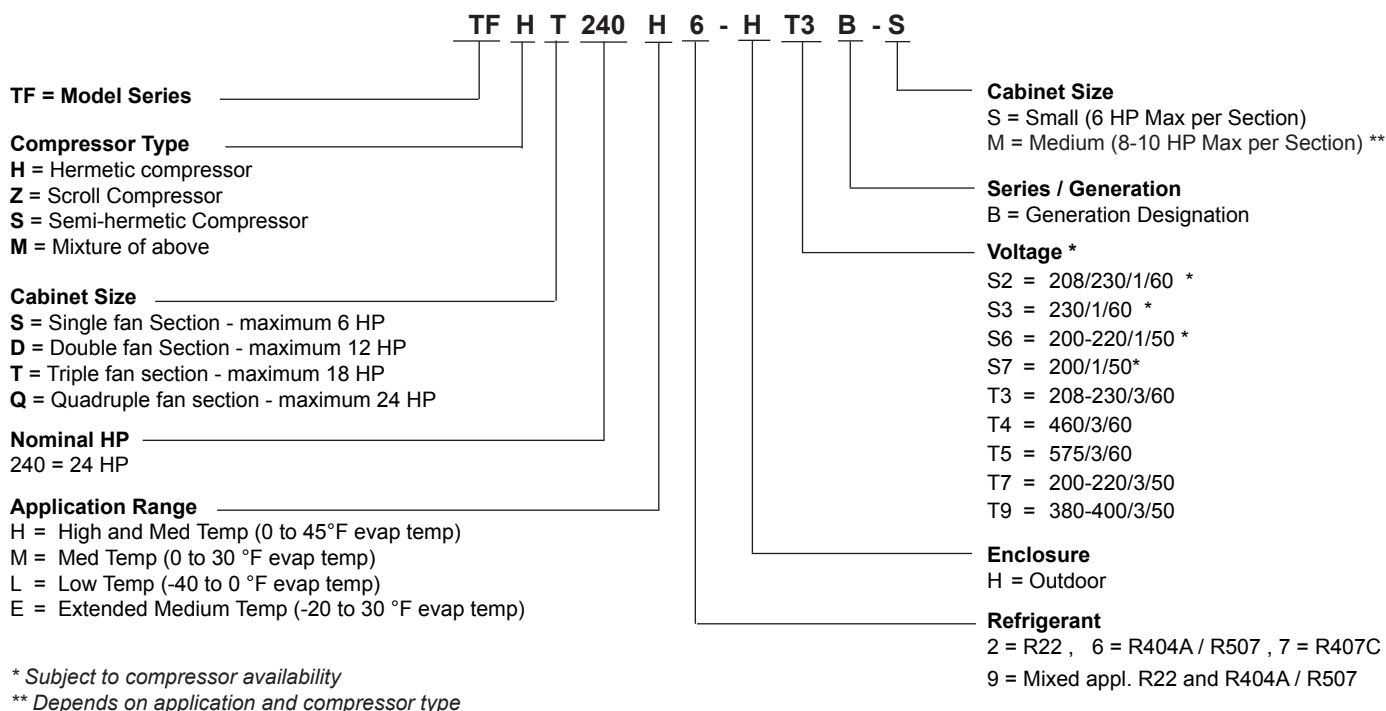 TF H T 240 H 6 - H T3 B - S
TF = Model Series
Compressor Type
H = Hermetic compressor
Z = Scroll Compressor
S = Semi-hermetic Compressor
M = Mixture of above
Cabinet Size
S = Single fan Section - maximum 6 HP
D = Double fan Section - maximum 12 HP
T = Triple fan section - maximum 18 HP
Q = Quadruple fan section - maximum 24 HP
Nominal HP
240 = 24 HP
Application Range
H = High and Med Temp (0 to 45°F evap temp)
M = Med Temp (0 to 30 °F evap temp)
L = Low Temp (-40 to 0 °F evap temp)
E = Extended Medium Temp (-20 to 30 °F evap temp)
* Subject to compressor availability
** Depends on application and compressor type
Cabinet Size
S = Small (6 HP Max per Section)
M = Medium (8-10 HP Max per Section) **
Series / Generation
B = Generation Designation
Voltage *
S2 = 208/230/1/60 *
S3 = 230/1/60 *
S6 = 200-220/1/50 *
S7 = 200/1/50*
T3 = 208-230/3/60
T4 = 460/3/60
T5 = 575/3/60
T7 = 200-220/3/50
T9 = 380-400/3/50
Enclosure
H = Outdoor
Refrigerant
2 = R22 , 6 = R404A / R507 , 7 = R407C
9 = Mixed appl. R22 and R404A / R507